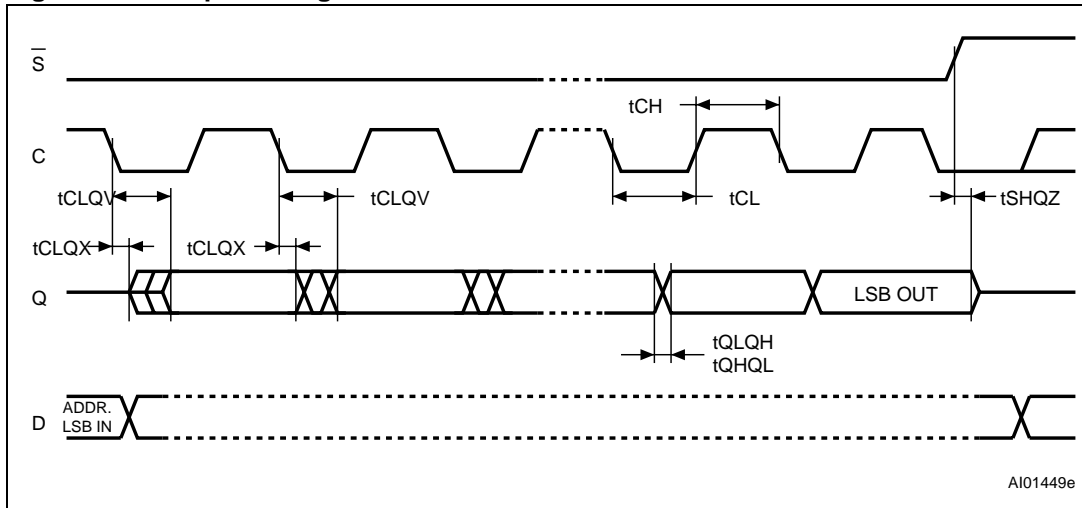 S
tCH
C
tCLQV
tCLQV
tCL
tSHQZ
tCLQX
tCLQX
Q
LSB OUT
tQLQH
tQHQL
D
ADDR.
LSB IN
AI01449e